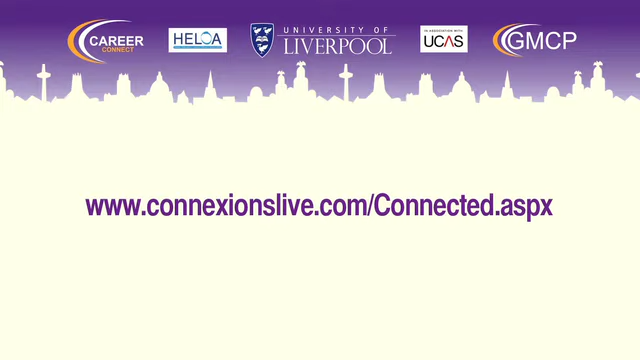 CAREER
CONNECT
HELOA
UNIVERSITY OF
LIVERPOOL
IN ASSOCIATION WITH
UCAS
GMCP
www.connexionslive.com/Connected.aspx